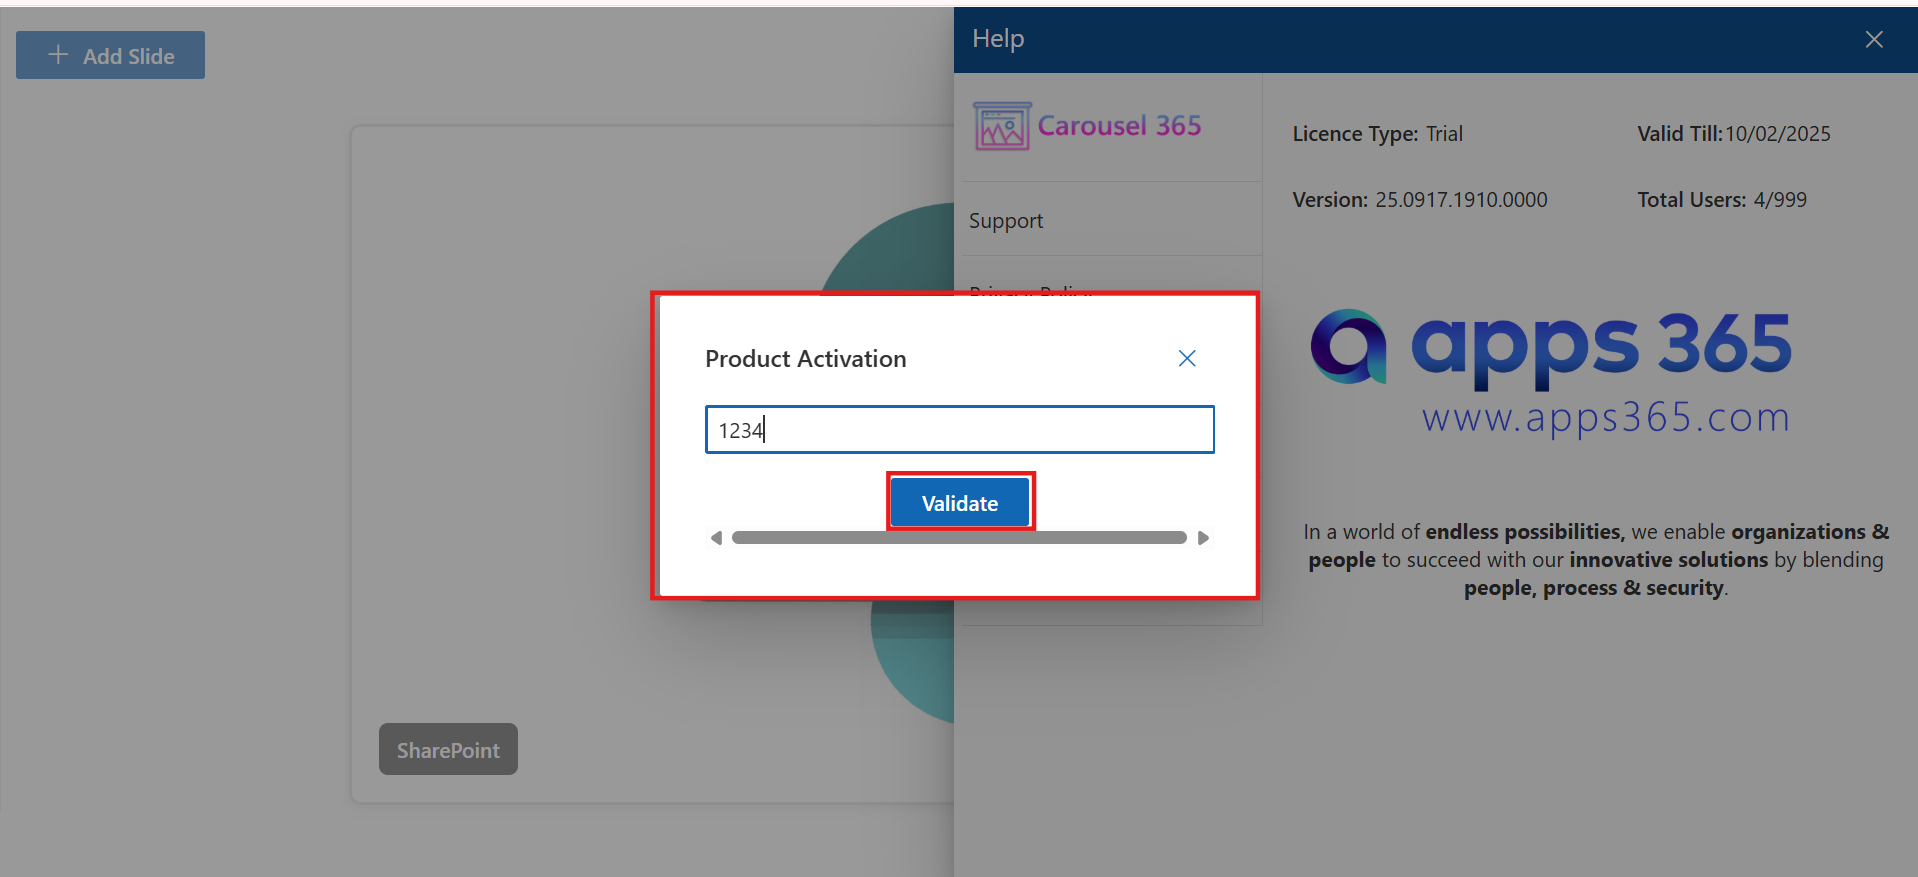 Add Slide
Help
Carousel 365
Licence Type: Trial
Valid Till:10/02/2025
Version: 25.0917.1910.0000
Total Users: 4/999
Support
Privacy Policy
Product Activation
1234
Validate
apps 365
www.apps365.com
In a world of endless possibilities, we enable organizations &
people to succeed with our innovative solutions by blending
people, process & security.
SharePoint